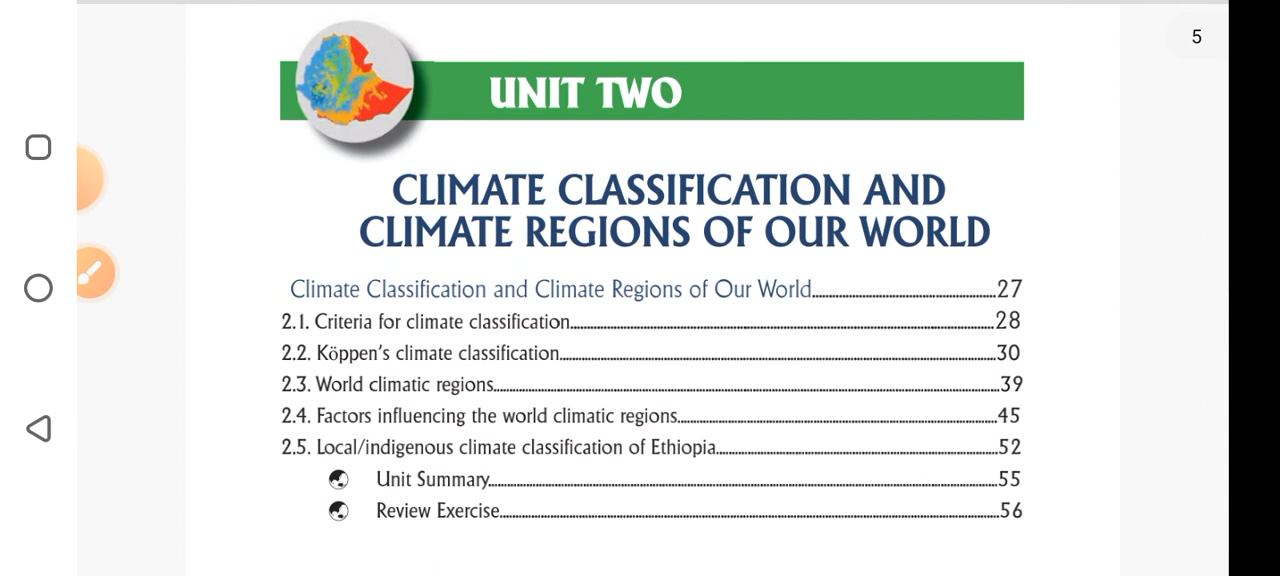 5
UNIT TWO
CLIMATE CLASSIFICATION AND
CLIMATE REGIONS OF OUR WORLD
Climate Classification and Climate Regions of Our World............27
2.1. Criteria for climate classification............28
2.2. Köppen's climate classification............30
2.3. World climatic regions............39
2.4. Factors influencing the world climatic regions............45
2.5. Local/indigenous climate classification of Ethiopia............52
Unit Summary............55
Review Exercise............56